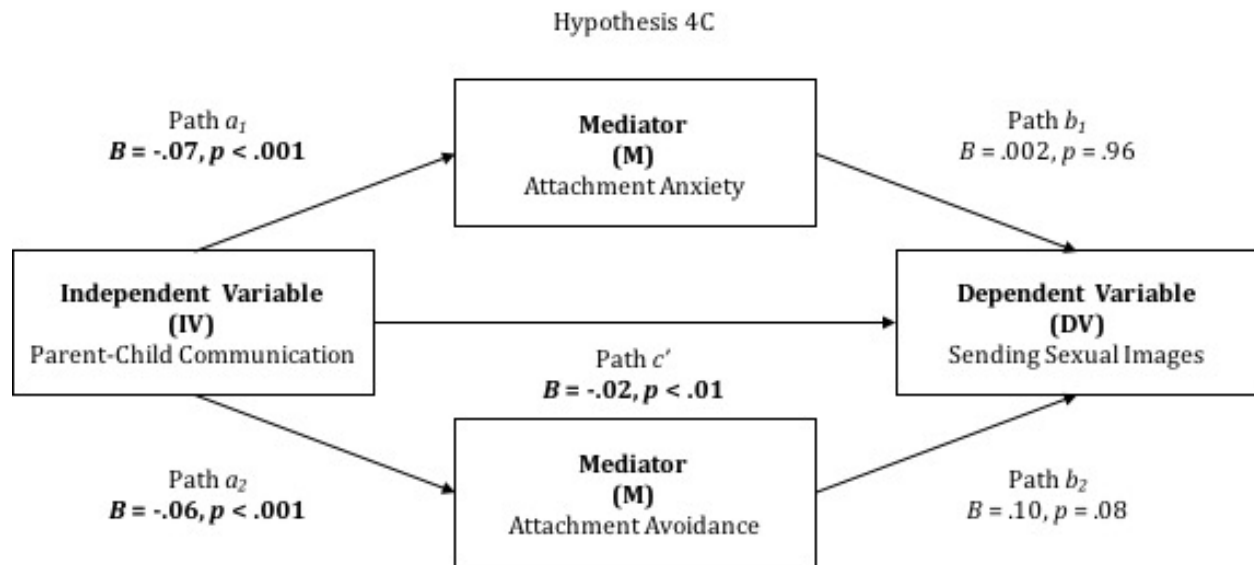 Hypothesis 4C
Path a₁
B = -.07, p < .001
Mediator
(M)
Attachment Anxiety
Path b₁
B = .002, p = .96
Independent Variable
(IV)
Parent-Child Communication
Path c′
B = -.02, p < .01
Dependent Variable
(DV)
Sending Sexual Images
Path a₂
B = -.06, p < .001
Mediator
(M)
Attachment Avoidance
Path b₂
B = .10, p = .08